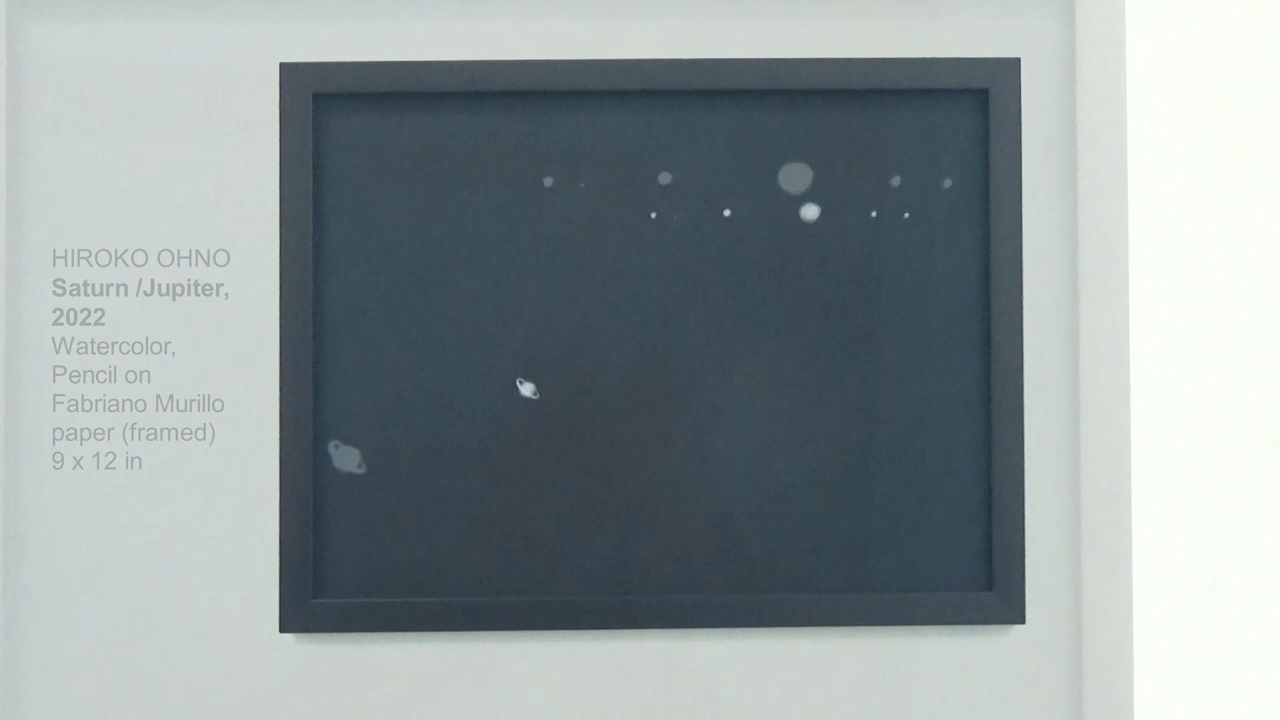 HIROKO OHNO
Saturn /Jupiter,
2022
Watercolor,
Pencil on
Fabriano Murillo
paper (framed)
9 x 12 in